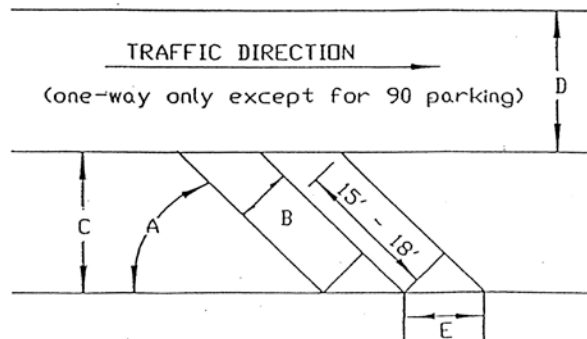 TRAFFIC DIRECTION
(one-way only except for 90 parking)
D
C
A
B
15' - 18'
E